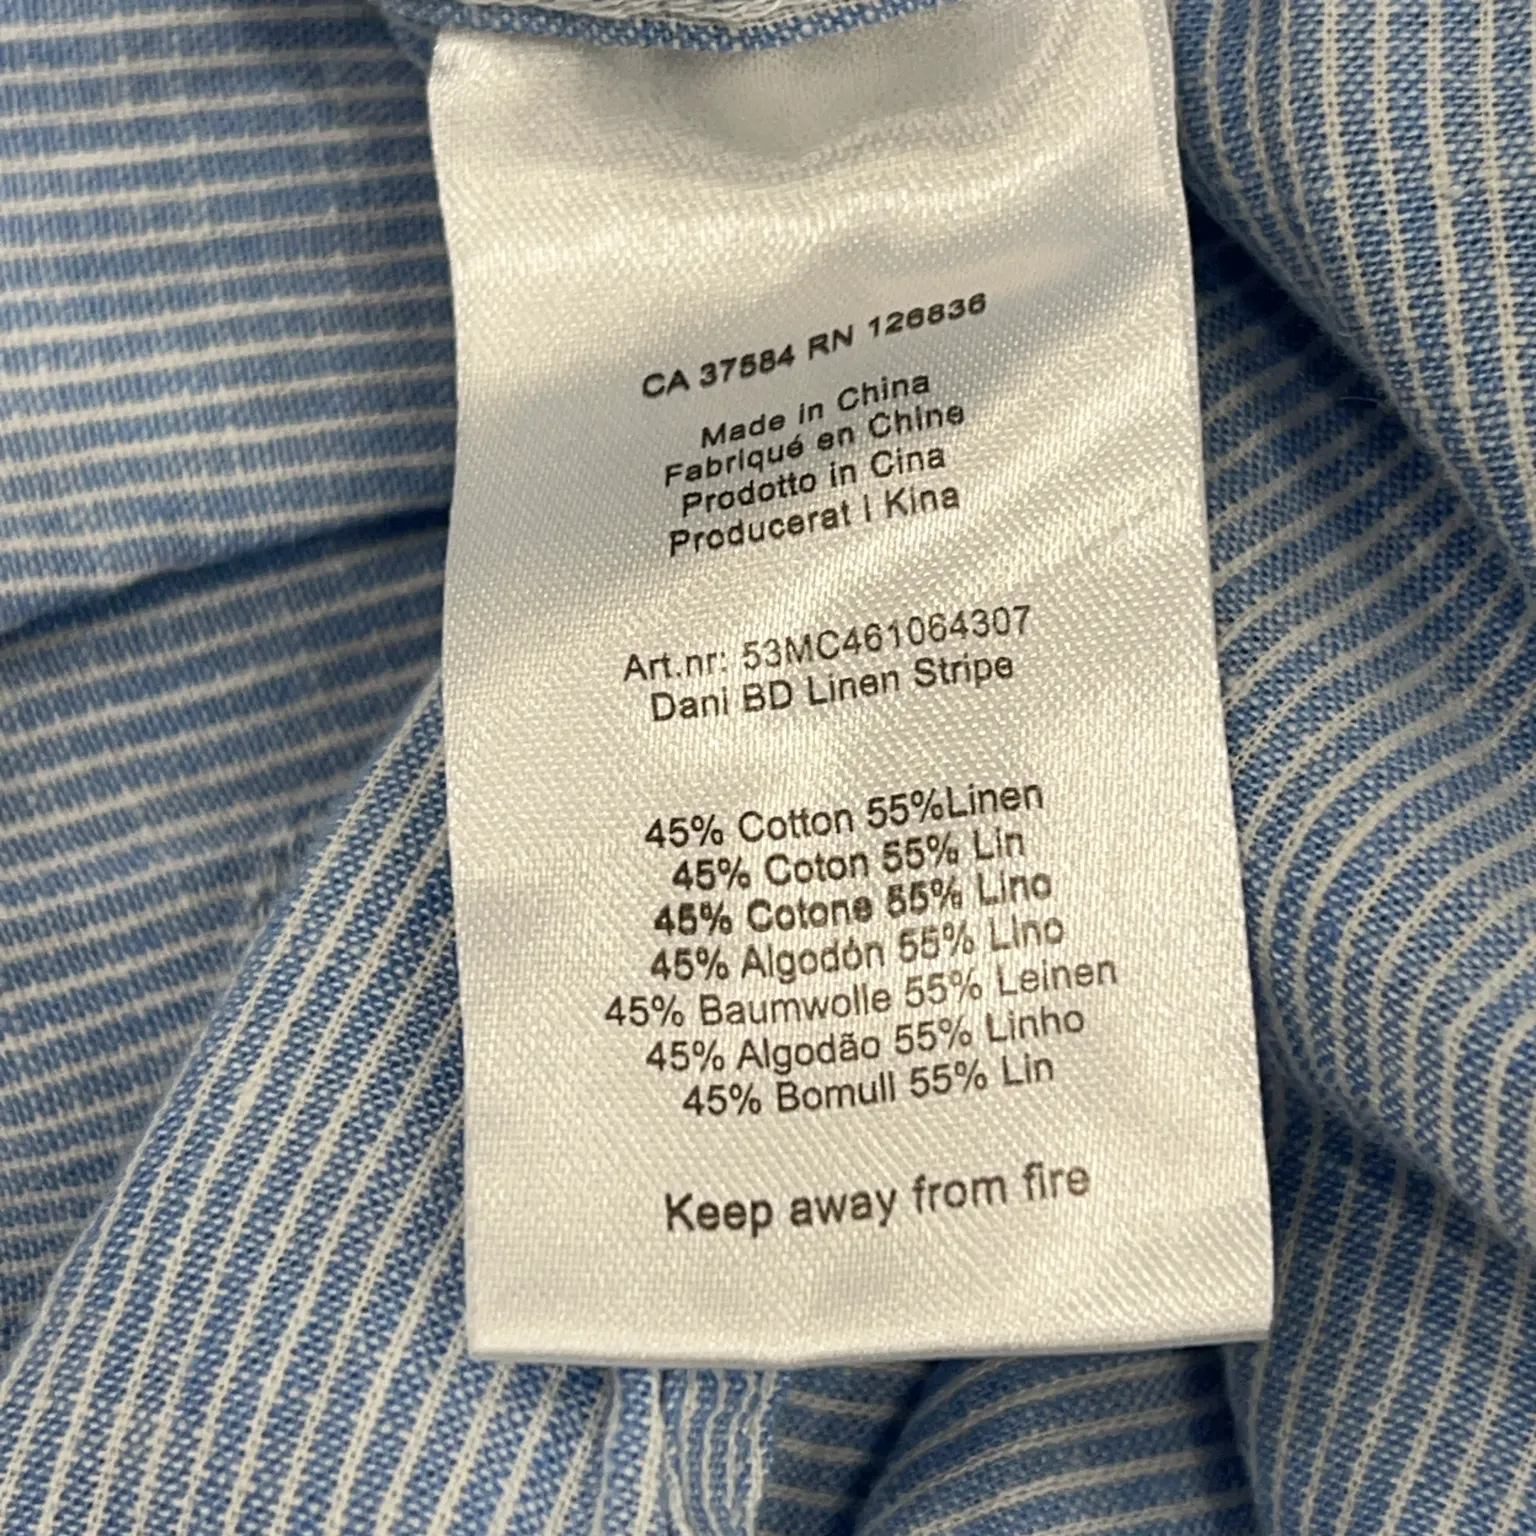 CA 37584 RN 126836
Made in China
Fabriqué en Chine
Prodotto in Cina
Producerat i Kina
Art.nr: 53MC461064307
Dani BD Linen Stripe
45% Cotton 55%Linen
45% Coton 55% Lin
45% Cotone 55% Lino
45% Algodón 55% Lino
45% Baumwolle 55% Leinen
45% Algodão 55% Linho
45% Bomull 55% Lin
Keep away from fire